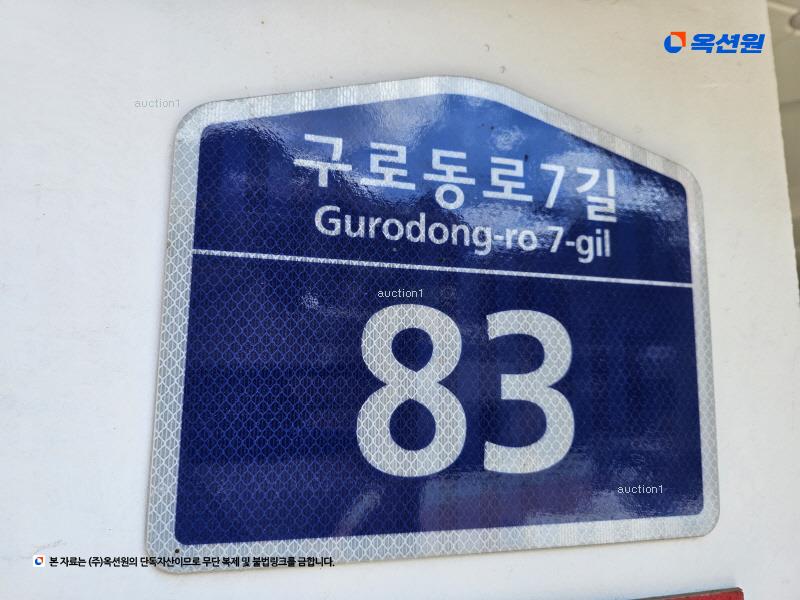 옥션원
auction1
구로동로7길
Gurodong-ro 7-gil
auction1
83
auction1
본 자료는 (주)옥션원의 단독자산이므로 무단 복제 및 불법링크를 금합니다.